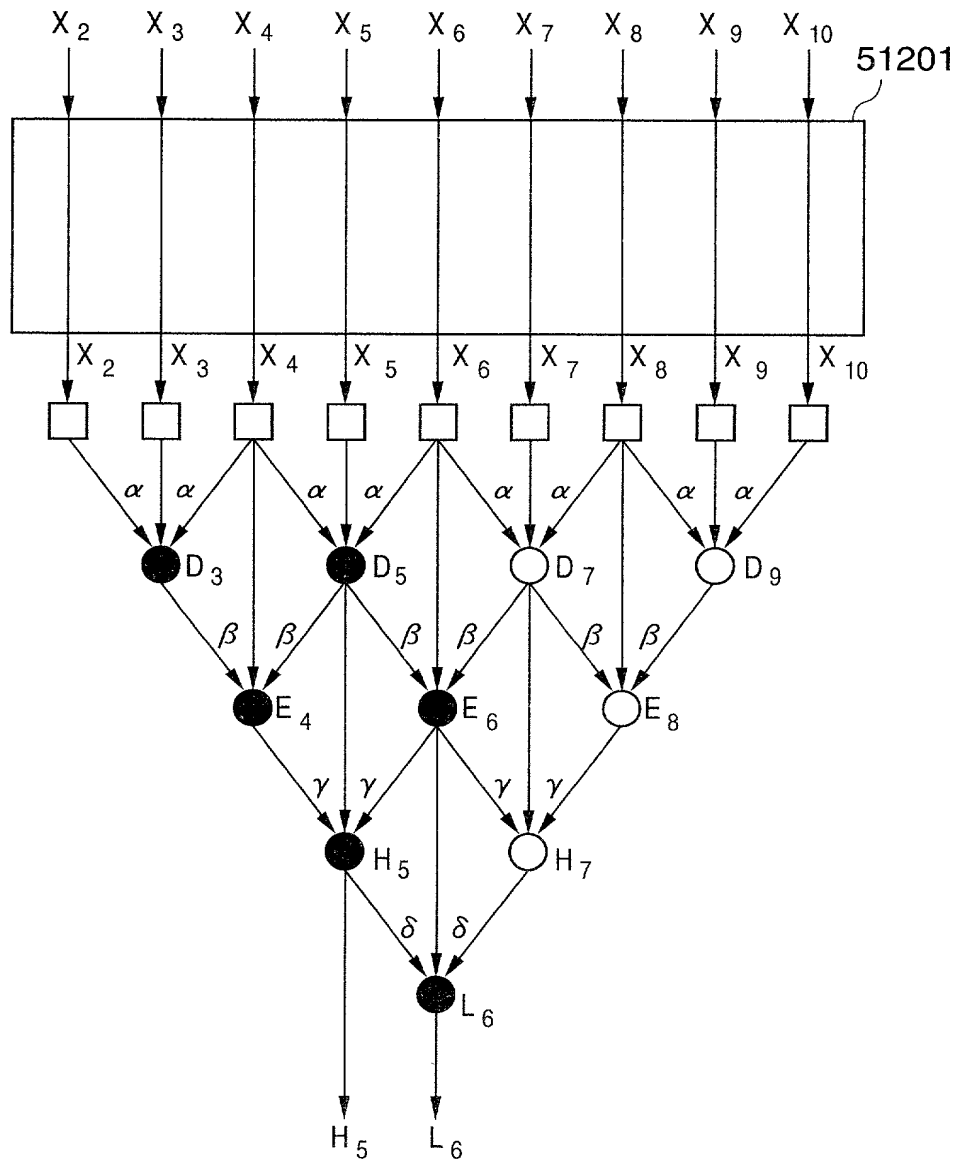 X2 X3 X4 X5 X6 X7 X8 X9 X10
51201
X2 X3 X4 X5 X6 X7 X8 X9 X10
α α α α α α α α
D3 D5 D7 D9
β β β β β β
E4 E6 E8
γ γ γ γ
H5 H7
δ δ
L6
H5 L6